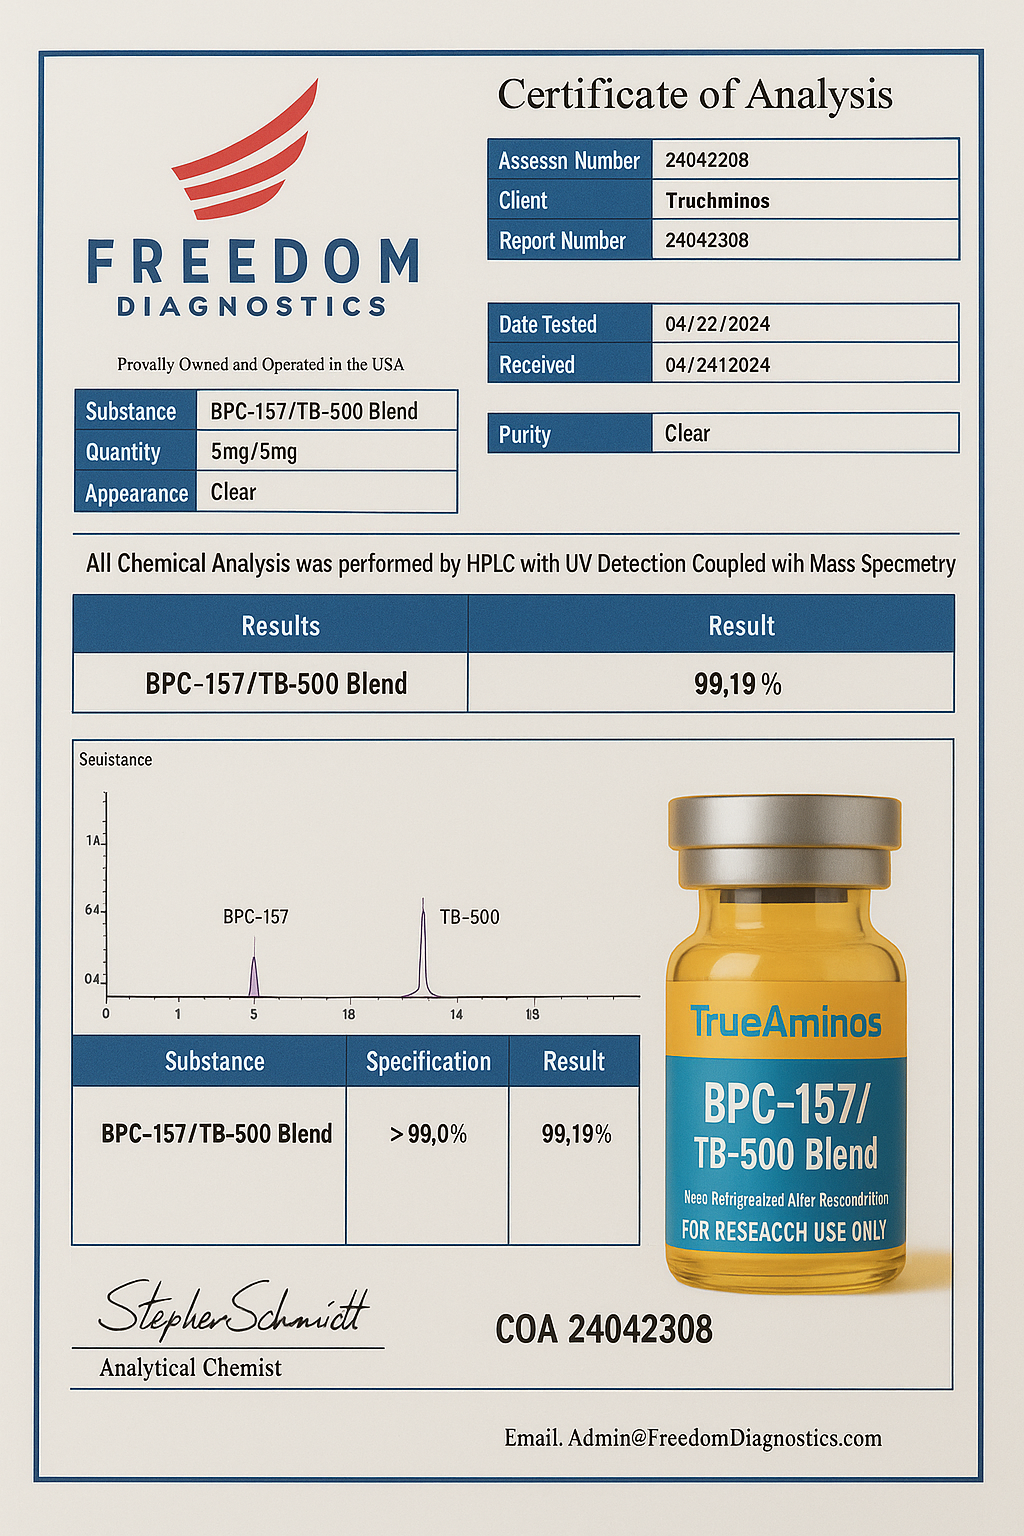 Certificate of Analysis
FREEDOM
DIAGNOSTICS
Provally Owned and Operated in the USA
Assessn Number 24042208
Client Truchminos
Report Number 24042308
Date Tested 04/22/2024
Received 04/2412024
Purity Clear
Substance BPC-157/TB-500 Blend
Quantity 5mg/5mg
Appearance Clear
All Chemical Analysis was performed by HPLC with UV Detection Coupled wih Mass Specmetry
Results Result
BPC-157/TB-500 Blend 99,19 %
Seuistance
1A
64
04
BPC-157
TB-500
0 1 5 18 14 1/3
Substance Specification Result
BPC-157/TB-500 Blend >99,0% 99,19%
TrueAminos
BPC-157/
TB-500 Blend
Neeo Refrigrealzed Alfer Rescondrition
FOR RESEACCH USE ONLY
Stepher Schmidt
Analytical Chemist
COA 24042308
Email. Admin@FreedomDiagnostics.com